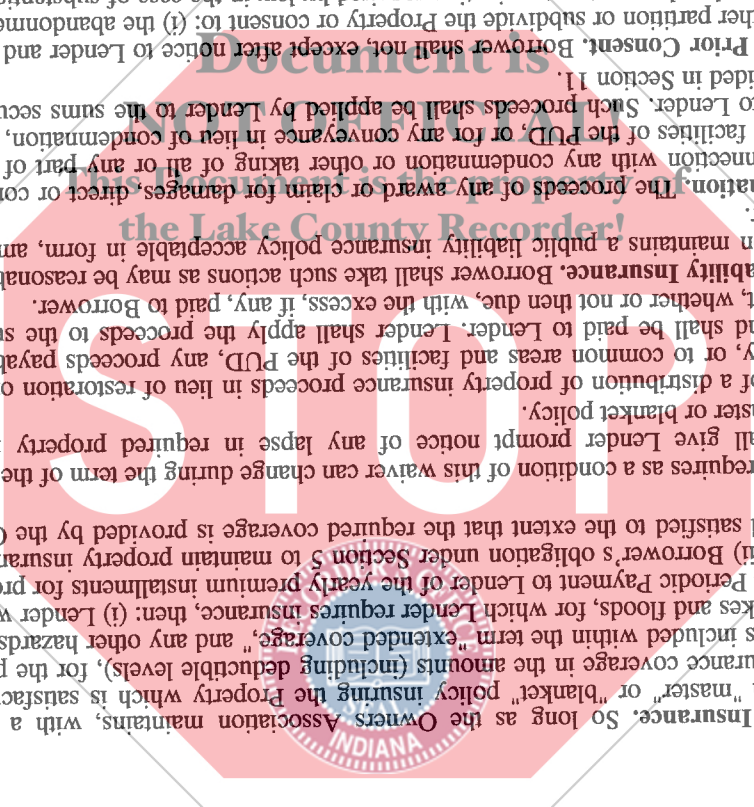 Document is
NOT OFFICIAL!
This Document is the property of
the Lake County Recorder!
STOP
SEAL
INDIANA
Insurance. So long as the Owners Association maintains, with a
"master" or "blanket" policy insuring the Property which is satisfac
urance coverage in the amounts (including deductible levels), for the p
s included within the term "extended coverage," and any other hazards
kes and floods, for which Lender requires insurance, then: (i) Lender w
Periodic Payment to Lender of the yearly premium installments for pro
ii) Borrower's obligation under Section 5 to maintain property insuran
l satisfied to the extent that the required coverage is provided by the O
requires as a condition of this waiver can change during the term of the
all give Lender prompt notice of any lapse in required property
ster or blanket policy.
of a distribution of property insurance proceeds in lieu of restoration o
y, or to common areas and facilities of the PUD, any proceeds payab
d shall be paid to Lender. Lender shall apply the proceeds to the su
t, whether or not then due, with the excess, if any, paid to Borrower.
ability Insurance. Borrower shall take such actions as may be reasonab
n maintains a public liability insurance policy acceptable in form, am
.
nation. The proceeds of any award or claim for damages, direct or con
nnection with any condemnation or other taking of all or any part of
facilities of the PUD, or for any conveyance in lieu of condemnation,
to Lender. Such proceeds shall be applied by Lender to the sums secu
ided in Section 11.
Prior Consent. Borrower shall not, except after notice to Lender and
her partition or subdivide the Property or consent to: (i) the abandonme